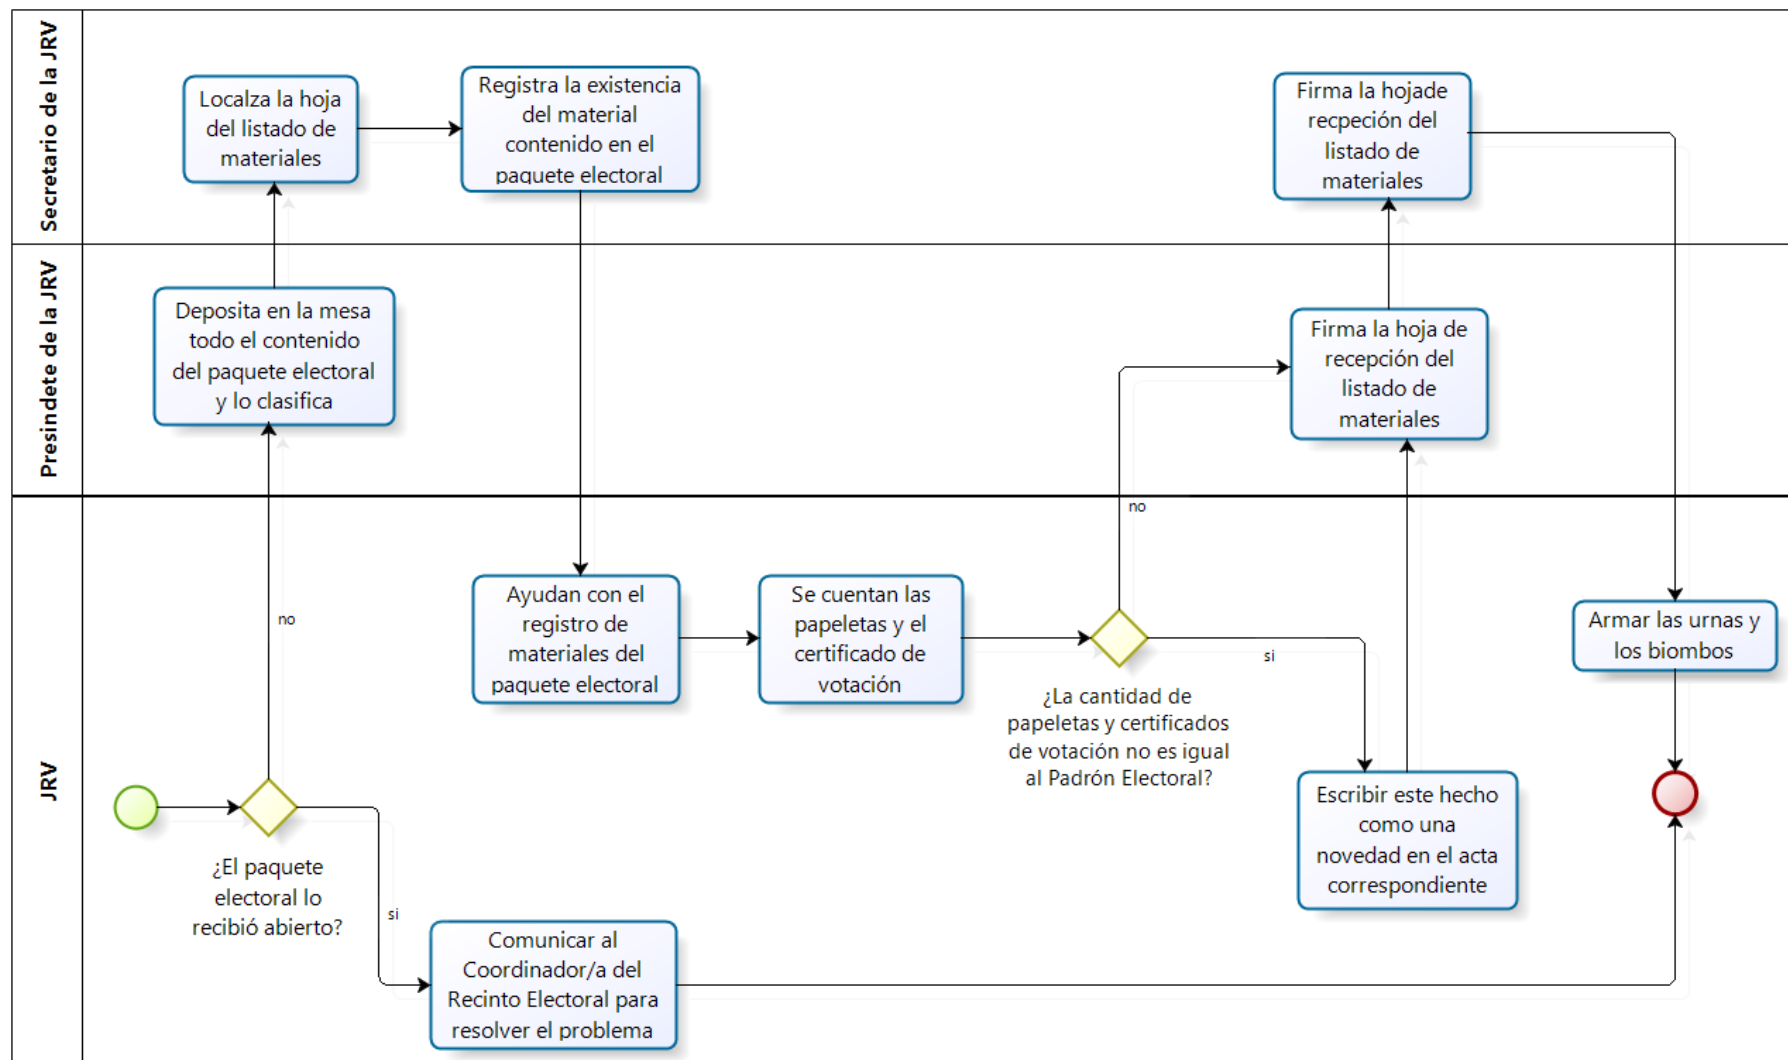 Secretario de la JRV
Localza la hoja
del listado de
materiales
Registra la existencia
del material
contenido en el
paquete electoral
Firma la hojade
recpeción del
listado de
materiales
Presindete de la JRV
Deposita en la mesa
todo el contenido
del paquete electoral
y lo clasifica
Firma la hoja de
recepción del
listado de
materiales
JRV
no
no
Ayudan con el
registro de
materiales del
paquete electoral
Se cuentan las
papeletas y el
certificado de
votación
si
¿La cantidad de
papeletas y certificados
de votación no es igual
al Padrón Electoral?
Armar las urnas y
los biombos
Escribir este hecho
como una
novedad en el acta
correspondiente
¿El paquete
electoral lo
recibió abierto?
si
Comunicar al
Coordinador/a del
Recinto Electoral para
resolver el problema